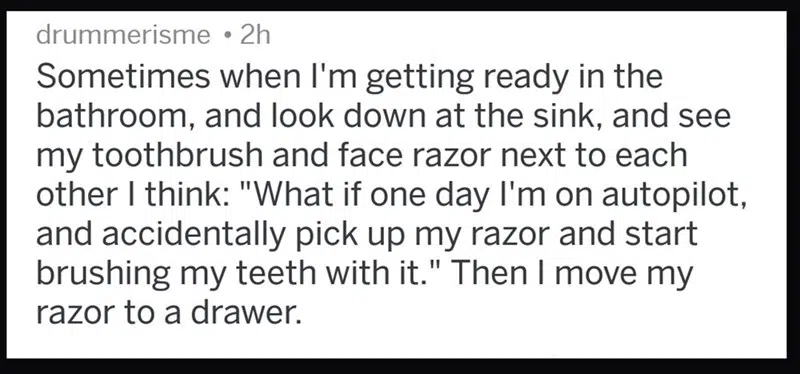 drummerisme • 2h
Sometimes when I'm getting ready in the
bathroom, and look down at the sink, and see
my toothbrush and face razor next to each
other I think: "What if one day I'm on autopilot,
and accidentally pick up my razor and start
brushing my teeth with it." Then I move my
razor to a drawer.